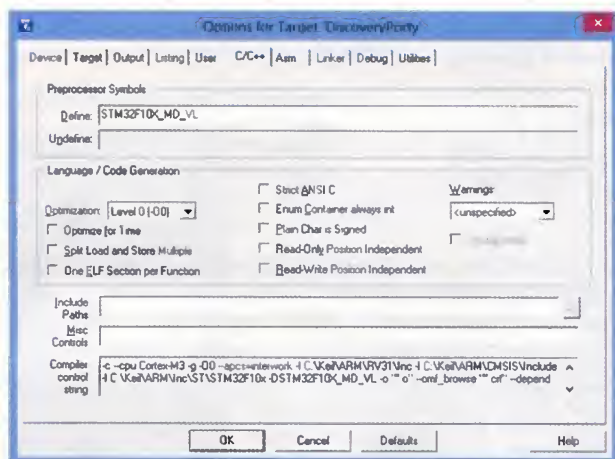 Options for Target 'DiscoveryPorty'
Device Target Output Listing User C/C++ Asm Linker Debug Utilities
Preprocessor Symbols
Define: STM32F10X_MD_VL
Undefine:
Language / Code Generation
Optimization: Level 0 (-O0)
Optimize for Time
Split Load and Store Multiple
One ELF Section per Function
Strict ANSI C
Enum Container always int
Plain Char is Signed
Read-Only Position Independent
Read-Write Position Independent
Warnings:
<unspecified>
Include Paths
Misc Controls
Compiler control string
-c --cpu Cortex-M3 -g -O0 --apcs=interwork -I C:\Keil\ARM\RV31\Inc -I C:\Keil\ARM\CMSIS\Include
-I C:\Keil\ARM\Inc\ST\STM32F10x -DSTM32F10X_MD_VL -o "*.o" --omf_browse "*.crf" --depend
OK Cancel Defaults Help